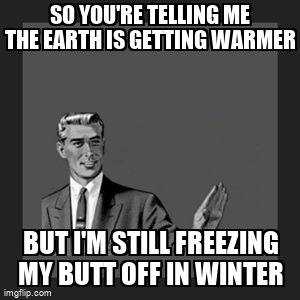 SO YOU'RE TELLING ME
THE EARTH IS GETTING WARMER
BUT I'M STILL FREEZING
MY BUTT OFF IN WINTER
imgflip.com